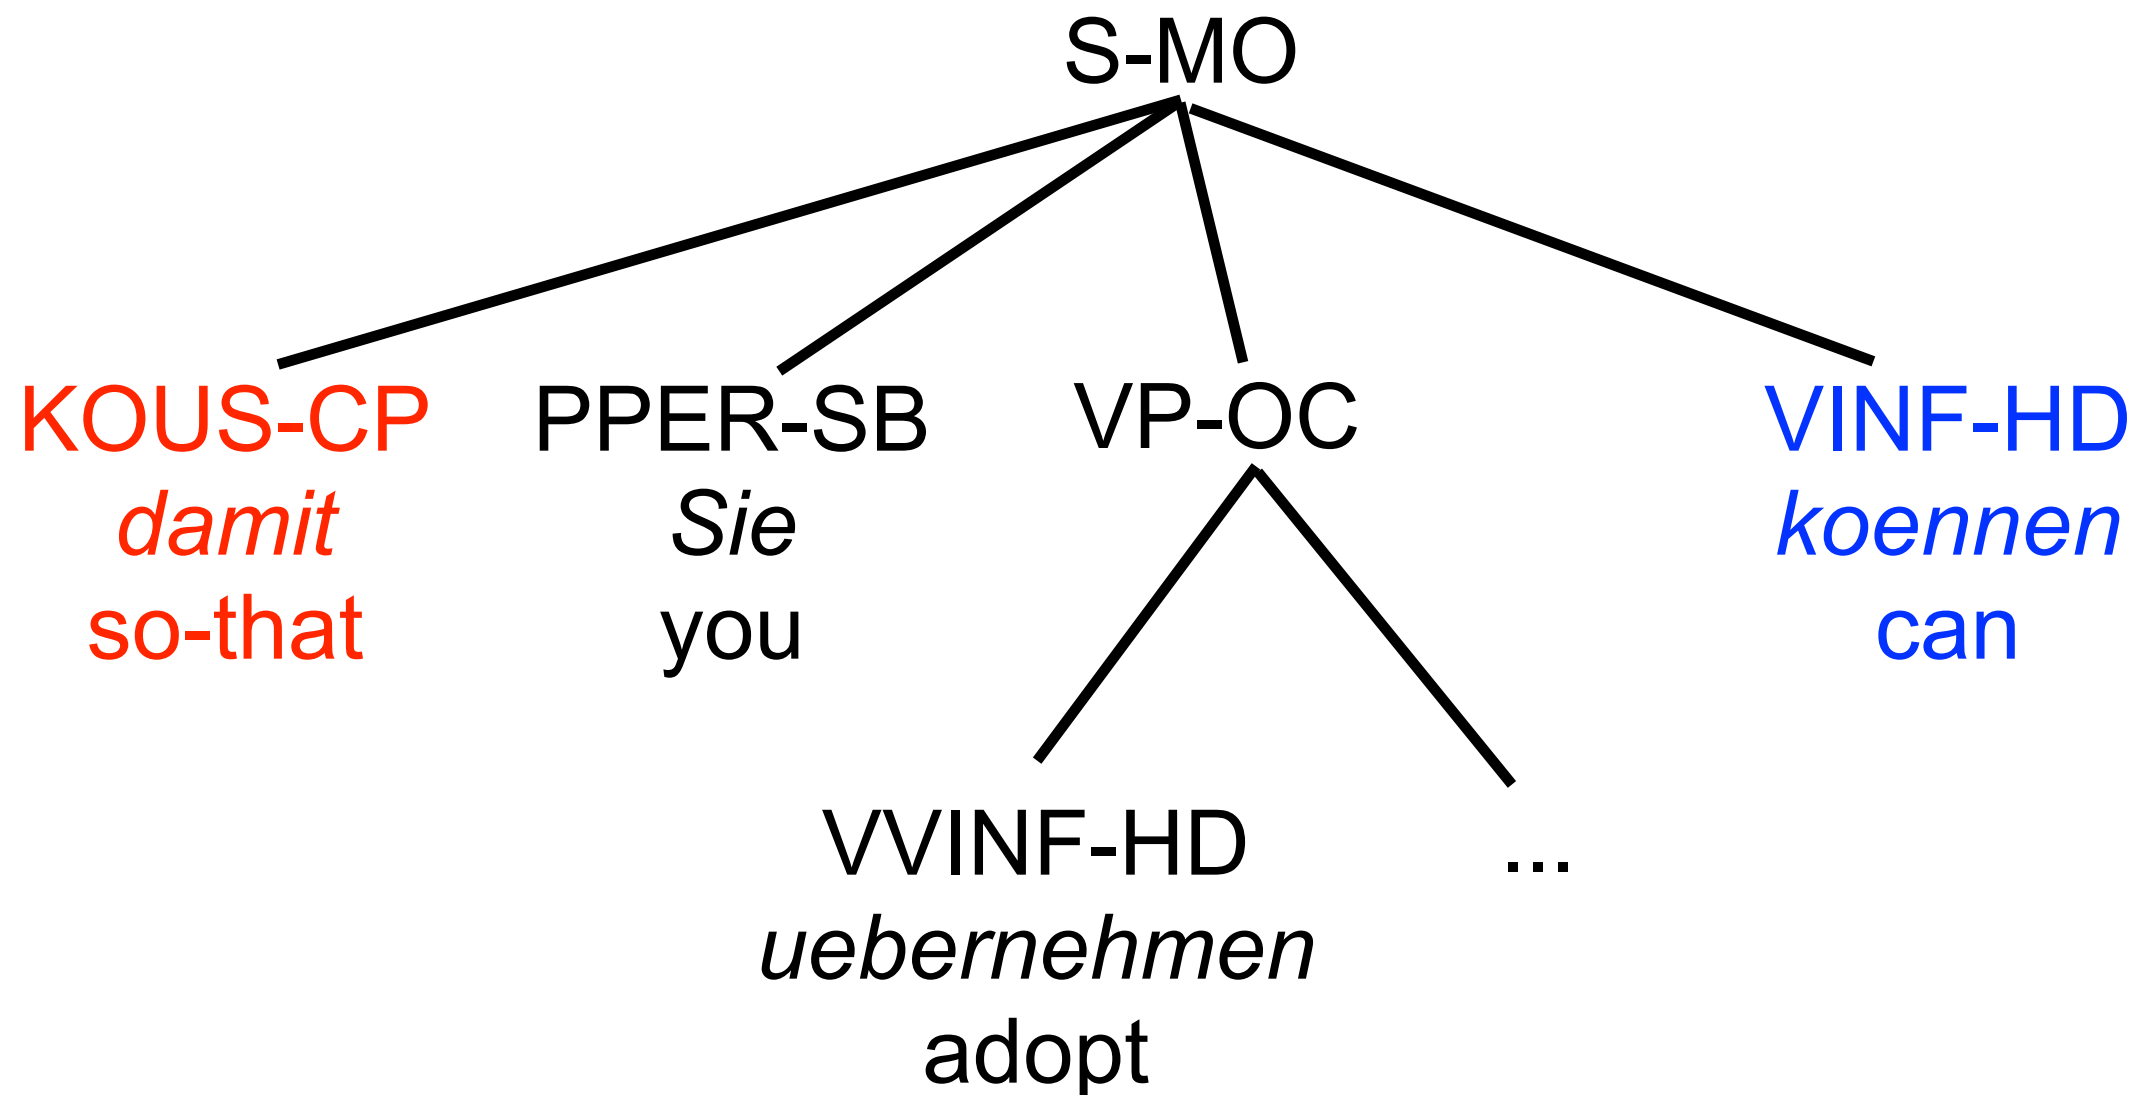 S-MO
KOUS-CP PPER-SB VP-OC VINF-HD
damit Sie koennen
so-that you can
VVINF-HD ...
uebernehmen
adopt